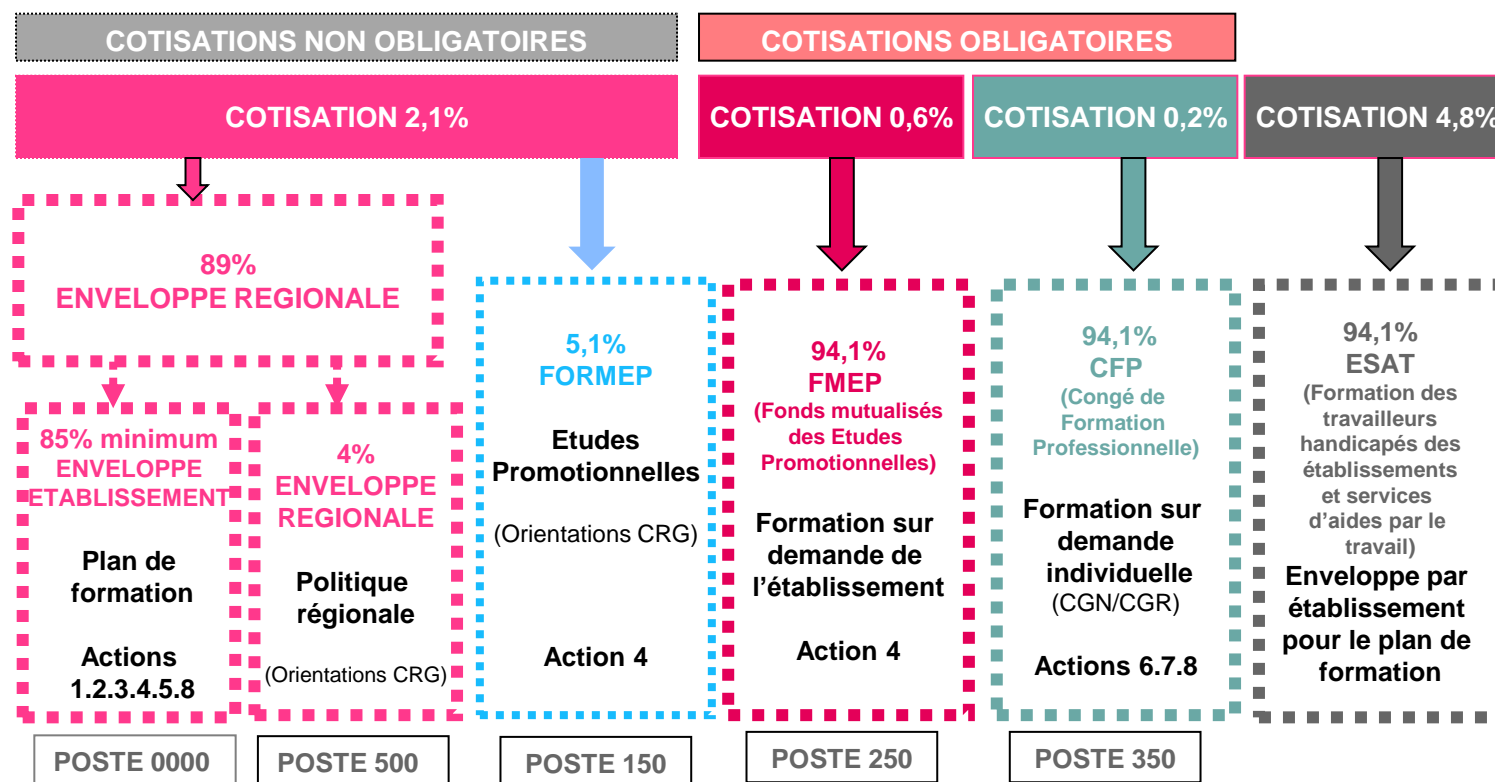 COTISATIONS NON OBLIGATOIRES
COTISATIONS OBLIGATOIRES
COTISATION 2,1%
COTISATION 0,6%
COTISATION 0,2%
COTISATION 4,8%
89%
ENVELOPPE REGIONALE
85% minimum
ENVELOPPE
ETABLISSEMENT
Plan de
formation
Actions
1.2.3.4.5.8
4%
ENVELOPPE
REGIONALE
Politique
régionale
(Orientations CRG)
5,1%
FORMEP
Etudes
Promotionnelles
(Orientations CRG)
Action 4
94,1%
FMEP
(Fonds mutualisés
des Etudes
Promotionnelles)
Formation sur
demande de
l’établissement
Action 4
94,1%
CFP
(Congé de
Formation
Professionnelle)
Formation sur
demande
individuelle
(CGN/CGR)
Actions 6.7.8
94,1%
ESAT
(Formation des
travailleurs
handicapés des
établissements
et services
d’aides par le
travail)
Enveloppe par
établissement
pour le plan de
formation
POSTE 0000
POSTE 500
POSTE 150
POSTE 250
POSTE 350